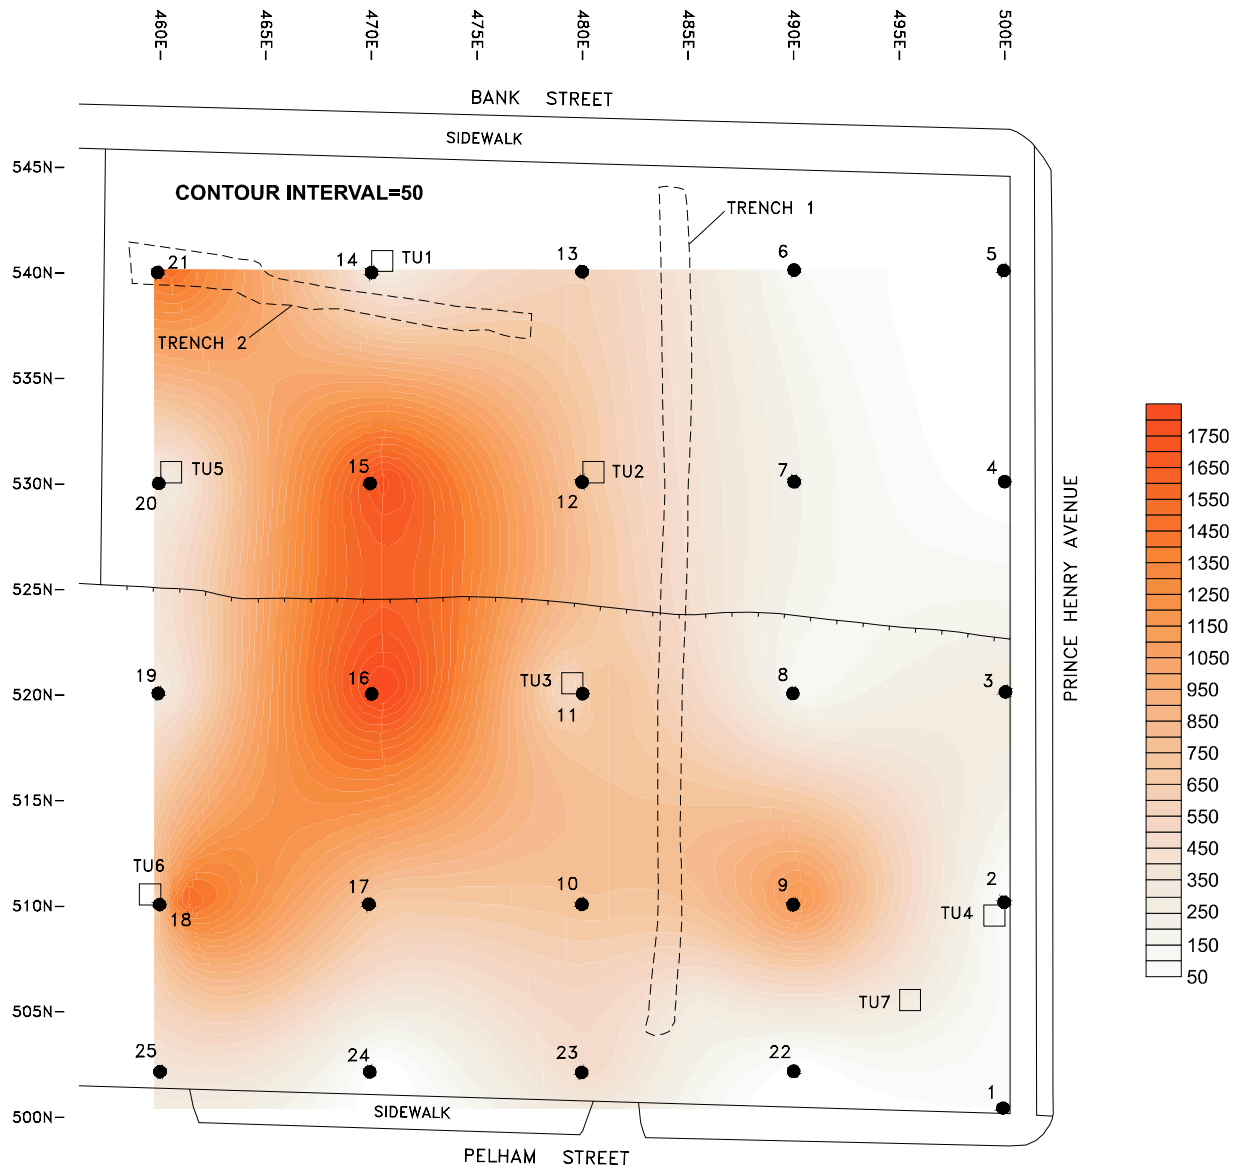 460E–
465E–
470E–
475E–
480E–
485E–
490E–
495E–
500E–
BANK STREET
SIDEWALK
545N–
CONTOUR INTERVAL=50
TRENCH 1
21
14
TU1
13
6
5
540N–
TRENCH 2
535N–
15
TU5
TU2
7
4
530N–
20
12
PRINCE HENRY AVENUE
525N–
19
16
TU3
8
3
520N–
11
515N–
TU6
17
10
9
2
510N–
18
TU4
TU7
505N–
25
24
23
22
1
500N–
SIDEWALK
PELHAM STREET
1750
1650
1550
1450
1350
1250
1150
1050
950
850
750
650
550
450
350
250
150
50